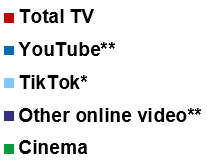 Total TV
YouTube**
TikTok*
Other online video**
Cinema